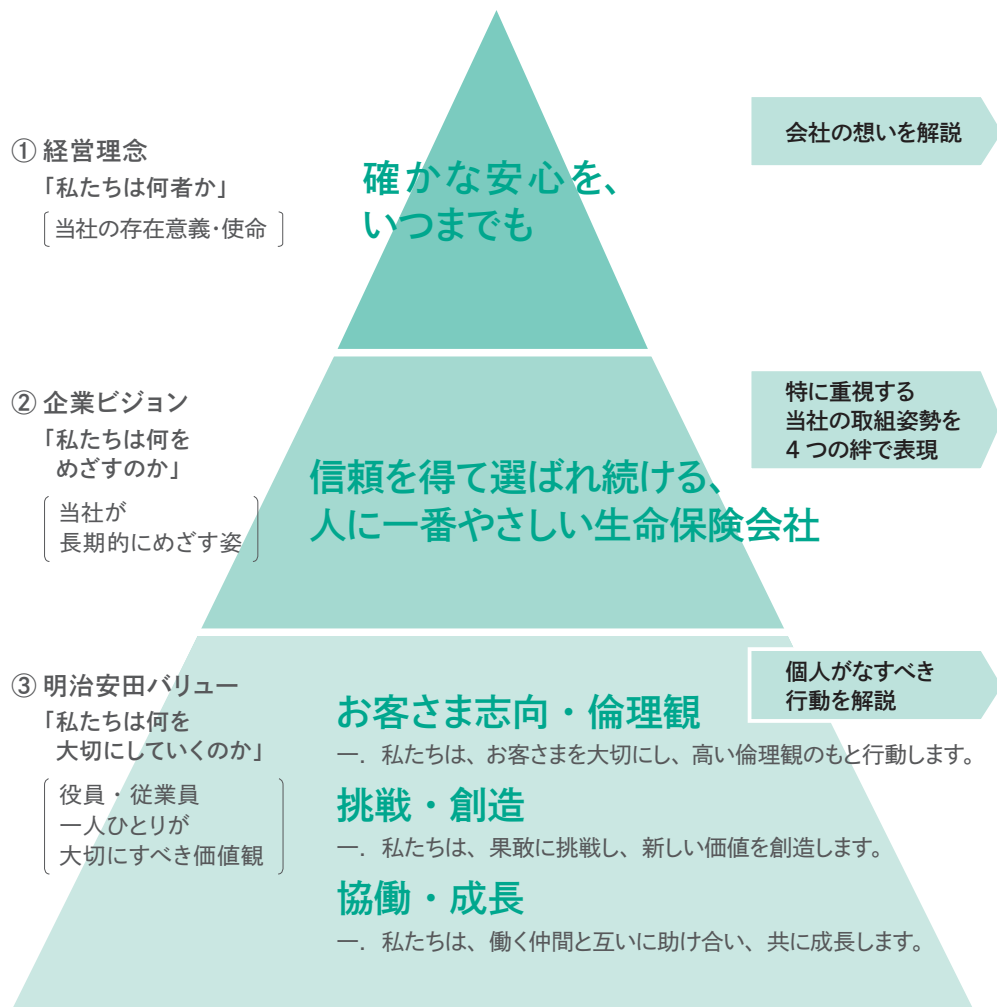 ① 経営理念
「私たちは何者か」
[当社の存在意義・使命]
確かな安心を、
いつまでも
会社の想いを解説
② 企業ビジョン
「私たちは何を
めざすのか」
[当社が
長期的にめざす姿]
信頼を得て選ばれ続ける、
人に一番やさしい生命保険会社
特に重視する
当社の取組姿勢を
4つの絆で表現
③ 明治安田バリュー
「私たちは何を
大切にしていくのか」
[役員・従業員
一人ひとりが
大切にすべき価値観]
お客さま志向・倫理観
一. 私たちは、お客さまを大切にし、高い倫理観のもと行動します。
挑戦・創造
一. 私たちは、果敢に挑戦し、新しい価値を創造します。
協働・成長
一. 私たちは、働く仲間と互いに助け合い、共に成長します。
個人がなすべき
行動を解説